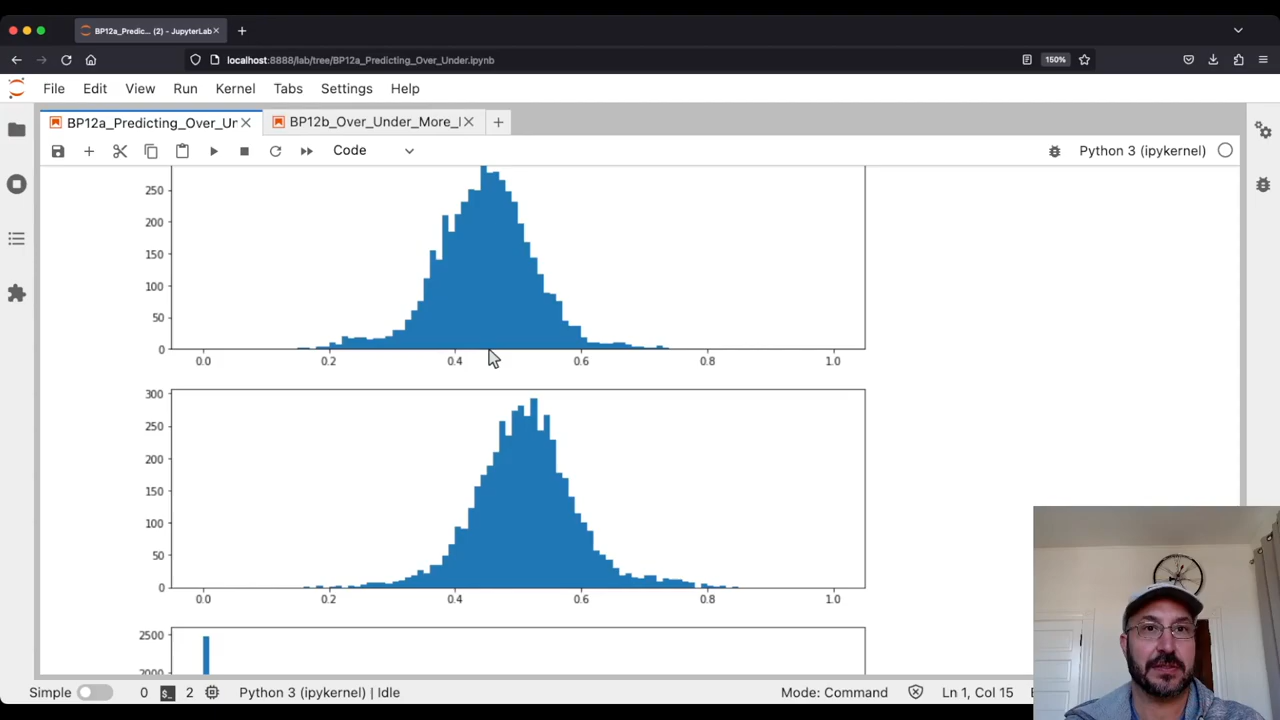 BP12a_Predic... (2) - JupyterLab
localhost:8888/lab/tree/BP12a_Predicting_Over_Under.ipynb
150%
File Edit View Run Kernel Tabs Settings Help
BP12a_Predicting_Over_Ur
BP12b_Over_Under_More_I
Code
Python 3 (ipykernel)
250
200
150
100
50
0
0.0 0.2 0.4 0.6 0.8 1.0
300
250
200
150
100
50
0
0.0 0.2 0.4 0.6 0.8 1.0
2500
2000
Simple 0 $_ 2 Python 3 (ipykernel) | Idle Mode: Command Ln 1, Col 15